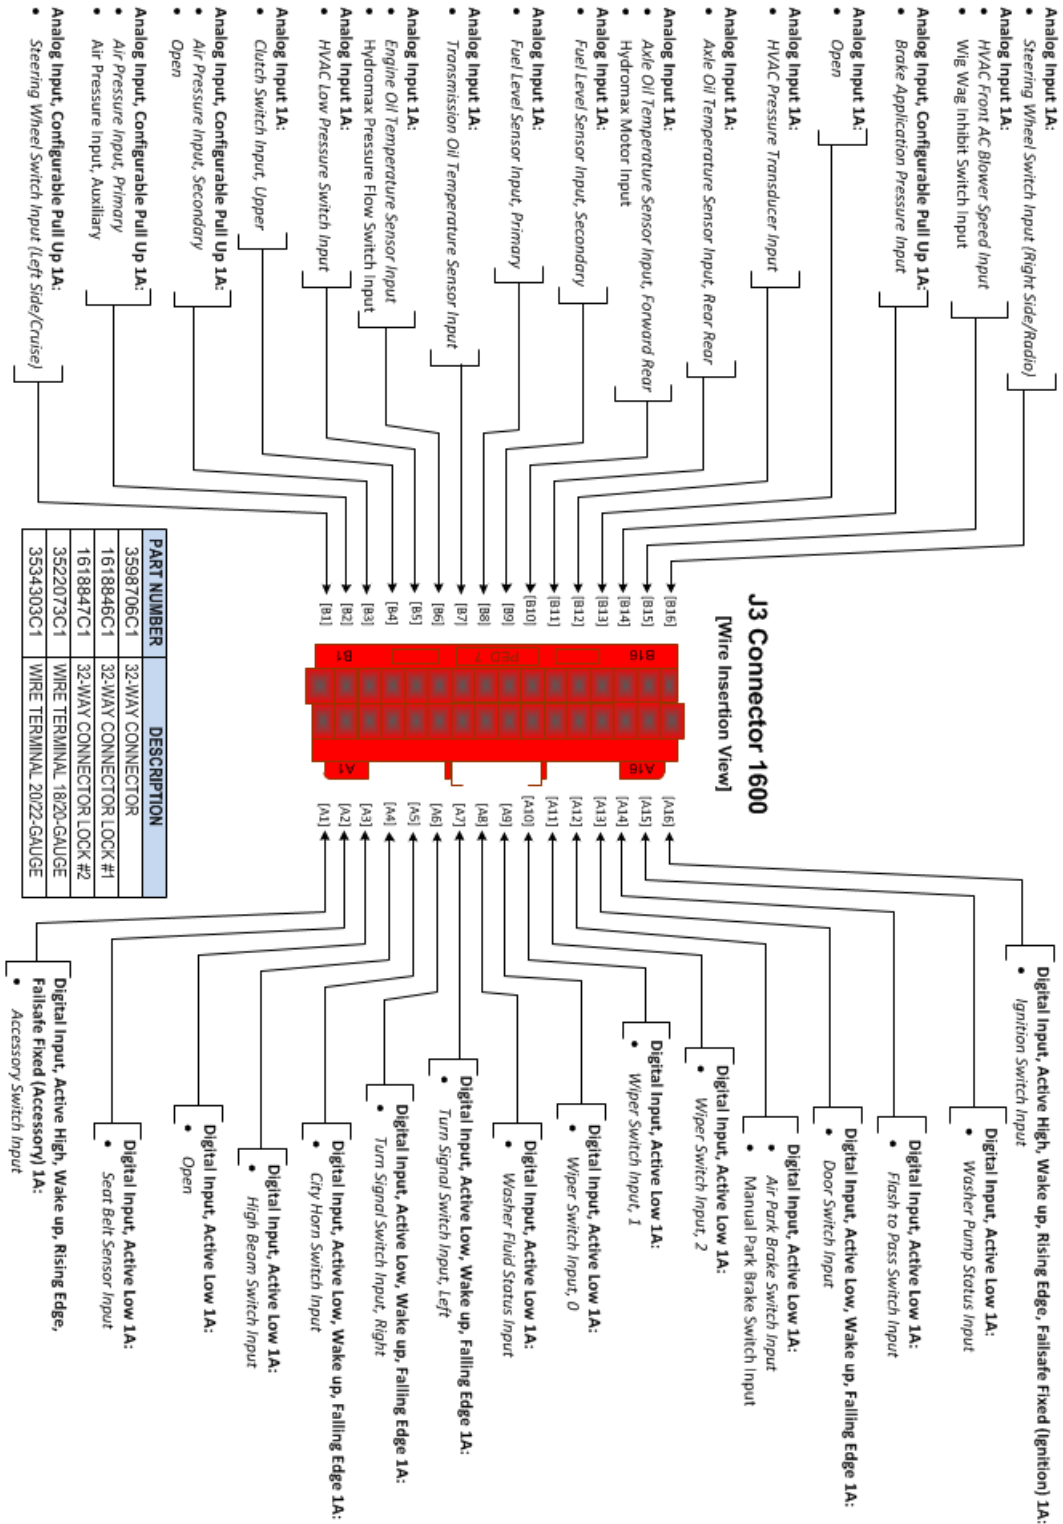 Analog Input 1A:
• Steering Wheel Switch Input (Right Side/Radio)
Analog Input 1A:
• HVAC Front AC Blower Speed Input
• Wig Wag Inhibit Switch Input
Analog Input, Configurable Pull Up 1A:
• Brake Application Pressure Input
Analog Input 1A:
• Open
Analog Input 1A:
• HVAC Pressure Transducer Input
Analog Input 1A:
• Axle Oil Temperature Sensor Input, Rear Rear
Analog Input 1A:
• Axle Oil Temperature Sensor Input, Forward Rear
• Hydromax Motor Input
Analog Input 1A:
• Fuel Level Sensor Input, Secondary
Analog Input 1A:
• Fuel Level Sensor Input, Primary
Analog Input 1A:
• Transmission Oil Temperature Sensor Input
Analog Input 1A:
• Engine Oil Temperature Sensor Input
• Hydromax Pressure Flow Switch Input
Analog Input 1A:
• HVAC Low Pressure Switch Input
Analog Input 1A:
• Clutch Switch Input, Upper
Analog Input, Configurable Pull Up 1A:
• Air Pressure Input, Secondary
• Open
Analog Input, Configurable Pull Up 1A:
• Air Pressure Input, Primary
• Air Pressure Input, Auxiliary
Analog Input, Configurable Pull Up 1A:
• Steering Wheel Switch Input (Left Side/Cruise)
J3 Connector 1600
[Wire Insertion View]
[B16]
[B15]
[B14]
[B13]
[B12]
[B11]
[B10]
[B9]
[B8]
[B7]
[B6]
[B5]
[B4]
[B3]
[B2]
[B1]
B16
B1
A16
A1
[A16]
[A15]
[A14]
[A13]
[A12]
[A11]
[A10]
[A9]
[A8]
[A7]
[A6]
[A5]
[A4]
[A3]
[A2]
[A1]
Digital Input, Active High, Wake up, Rising Edge, Failsafe Fixed (Ignition) 1A:
• Ignition Switch Input
Digital Input, Active Low 1A:
• Washer Pump Status Input
Digital Input, Active Low 1A:
• Flash to Pass Switch Input
Digital Input, Active Low, Wake up, Falling Edge 1A:
• Door Switch Input
Digital Input, Active Low 1A:
• Air Park Brake Switch Input
• Manual Park Brake Switch Input
Digital Input, Active Low 1A:
• Wiper Switch Input, 2
Digital Input, Active Low 1A:
• Wiper Switch Input, 1
Digital Input, Active Low 1A:
• Wiper Switch Input, 0
Digital Input, Active Low 1A:
• Washer Fluid Status Input
Digital Input, Active Low, Wake up, Falling Edge 1A:
• Turn Signal Switch Input, Left
Digital Input, Active Low, Wake up, Falling Edge 1A:
• Turn Signal Switch Input, Right
Digital Input, Active Low, Wake up, Falling Edge 1A:
• City Horn Switch Input
Digital Input, Active Low 1A:
• High Beam Switch Input
Digital Input, Active Low 1A:
• Open
Digital Input, Active Low 1A:
• Seat Belt Sensor Input
Digital Input, Active High, Wake up, Rising Edge,
Failsafe Fixed (Accessory) 1A:
• Accessory Switch Input
PART NUMBER DESCRIPTION
3598706C1 32-WAY CONNECTOR
1618846C1 32-WAY CONNECTOR LOCK #1
1618847C1 32-WAY CONNECTOR LOCK #2
3522073C1 WIRE TERMINAL 18/20-GAUGE
3534303C1 WIRE TERMINAL 20/22-GAUGE